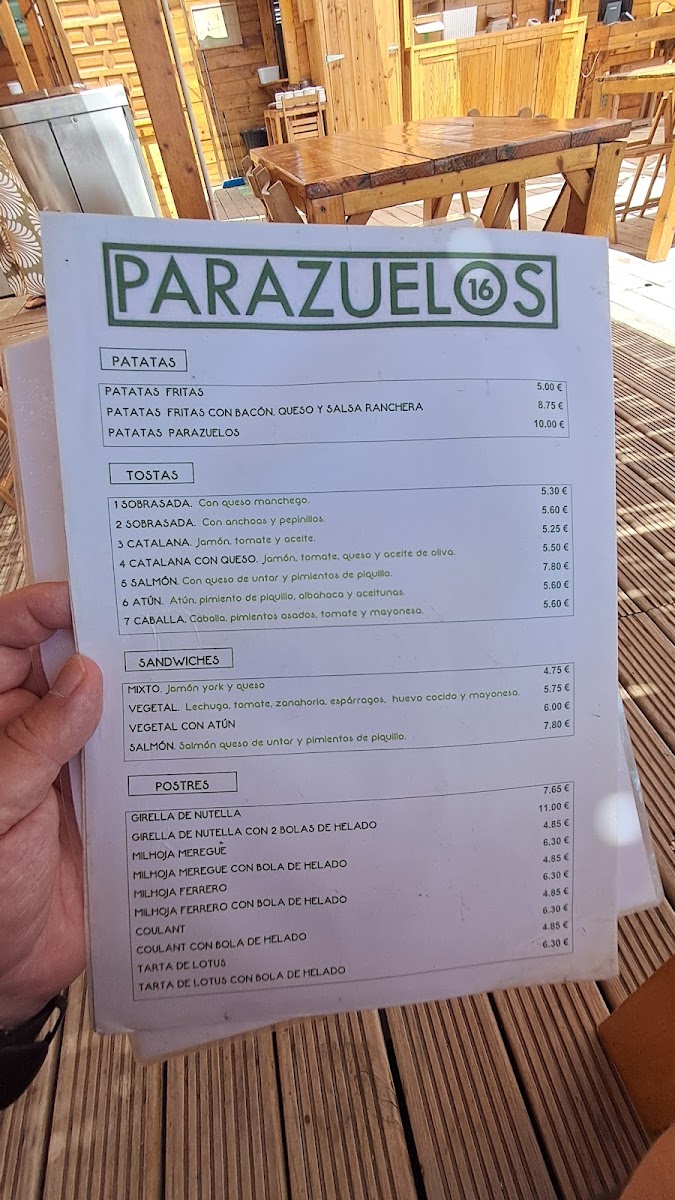 PARAZUELOS
16
PATATAS
PATATAS FRITAS 5.00 €
PATATAS FRITAS CON BACÓN, QUESO Y SALSA RANCHERA 8.75 €
PATATAS PARAZUELOS 10.00 €
TOSTAS
1 SOBRASADA. Con queso manchego. 5.30 €
2 SOBRASADA. Con anchoas y pepinillos. 5.60 €
3 CATALANA. Jamón, tomate y aceite. 5.25 €
4 CATALANA CON QUESO. Jamón, tomate, queso y aceite de oliva. 5.50 €
5 SALMÓN. Con queso de untar y pimientos de piquillo. 7.80 €
6 ATÚN. Atún, pimiento de piquillo, albahaca y aceitunas. 5.60 €
7 CABALLA. Caballa, pimientos asados, tomate y mayonesa. 5.60 €
SANDWICHES
MIXTO. Jamón york y queso 4.75 €
VEGETAL. Lechuga, tomate, zanahoria, espárragos, huevo cocido y mayonesa. 5.75 €
VEGETAL CON ATÚN 6.00 €
SALMÓN. Salmón queso de untar y pimientos de piquillo. 7.80 €
POSTRES
GIRELLA DE NUTELLA 7.65 €
GIRELLA DE NUTELLA CON 2 BOLAS DE HELADO 11.00 €
MILHOJA MEREGUE 4.85 €
MILHOJA MEREGUE CON BOLA DE HELADO 6.30 €
MILHOJA FERRERO 4.85 €
MILHOJA FERRERO CON BOLA DE HELADO 6.30 €
COULANT 4.85 €
COULANT CON BOLA DE HELADO 6.30 €
TARTA DE LOTUS 4.85 €
TARTA DE LOTUS CON BOLA DE HELADO 6.30 €